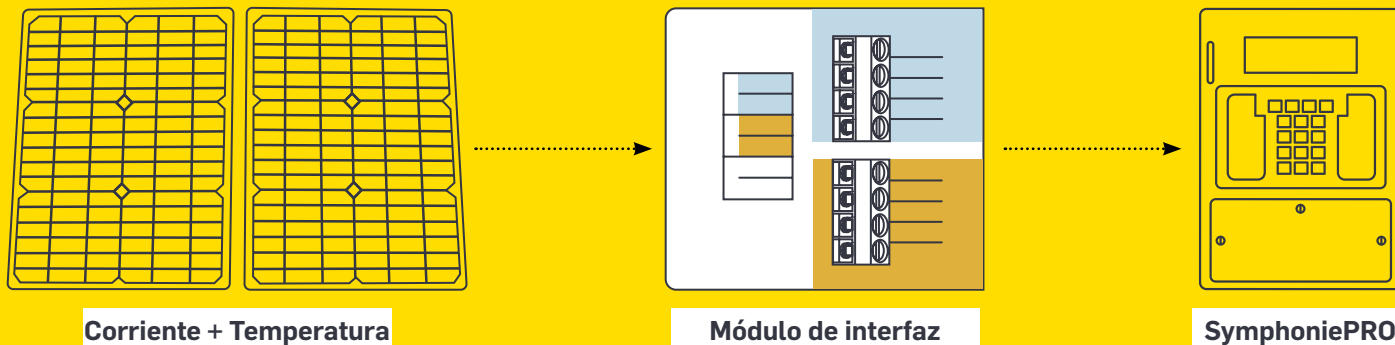 Corriente + Temperatura
Módulo de interfaz
SymphoniePRO